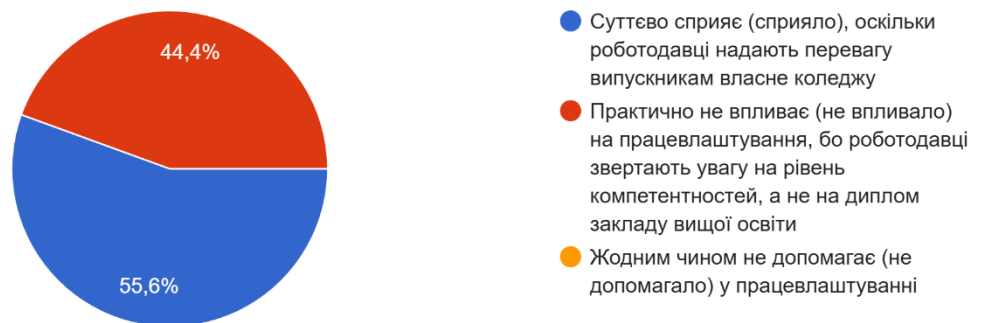 44,4%
55,6%
Суттєво сприяє (сприяло), оскільки
роботодавці надають перевагу
випускникам власне коледжу
Практично не впливає (не впливало)
на працевлаштування, бо роботодавці
звертають увагу на рівень
компетентностей, а не на диплом
закладу вищої освіти
Жодним чином не допомагає (не
допомагало) у працевлаштуванні